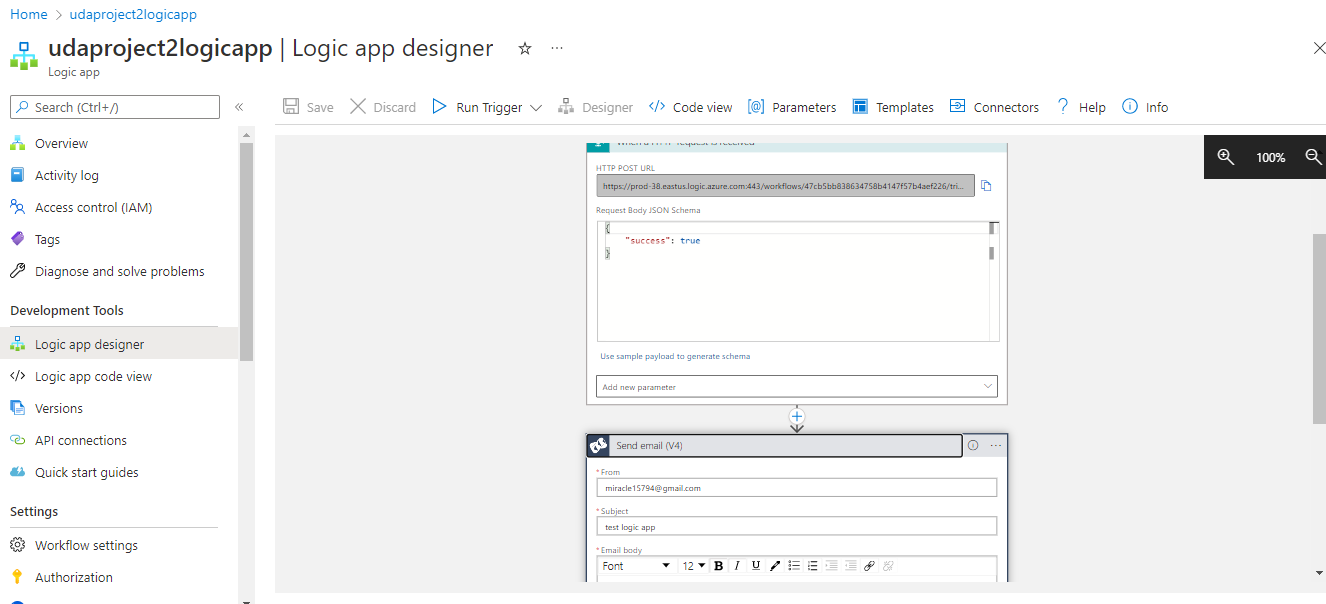 Home > udaproject2logicapp
udaproject2logicapp | Logic app designer
Logic app
Search (Ctrl+/)
Overview
Activity log
Access control (IAM)
Tags
Diagnose and solve problems
Development Tools
Logic app designer
Logic app code view
Versions
API connections
Quick start guides
Settings
Workflow settings
Authorization
Save Discard Run Trigger Designer Code view Parameters Templates Connectors Help Info
100%
When a HTTP request is received
HTTP POST URL
https://prod-38.eastus.logic.azure.com:443/workflows/47cb5bb838634758b4147f57b4aef226/tri...
Request Body JSON Schema
{
"success": true
}
Use sample payload to generate schema
Add new parameter
Send email (V4)
* From
miracle15794@gmail.com
* Subject
test logic app
* Email body
Font 12 B I U